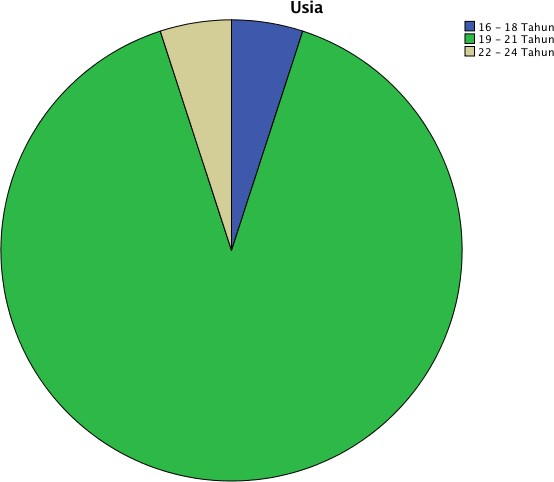 Usia
16 - 18 Tahun
19 - 21 Tahun
22 - 24 Tahun